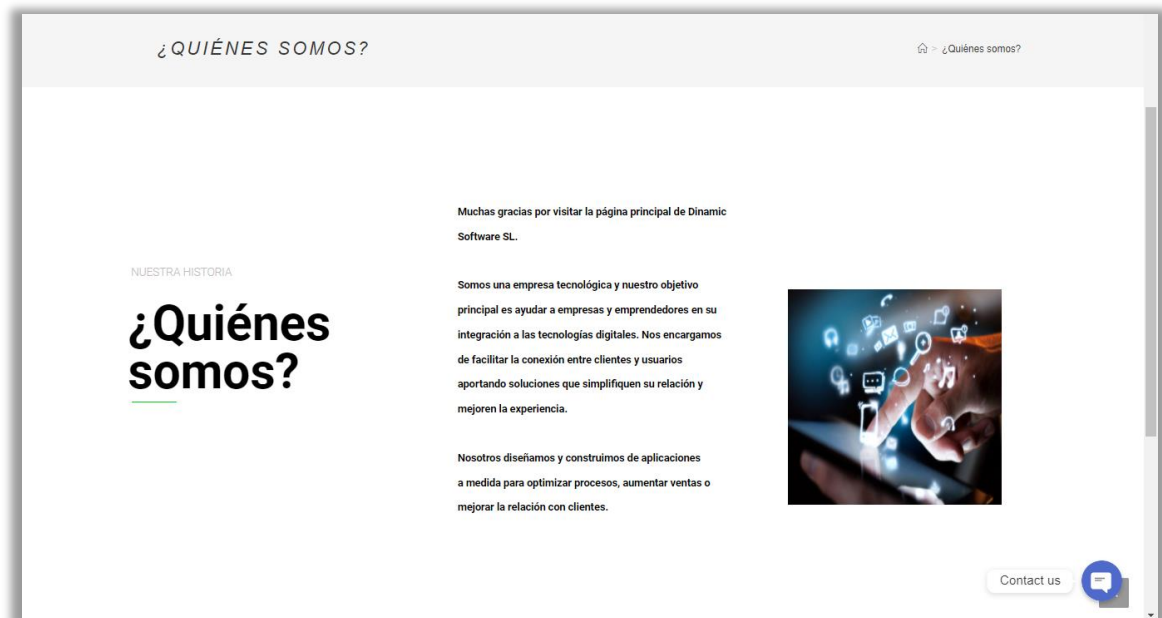 ¿QUIÉNES SOMOS?
> ¿Quiénes somos?
NUESTRA HISTORIA
¿Quiénes
somos?
Muchas gracias por visitar la página principal de Dinamic
Software SL.
Somos una empresa tecnológica y nuestro objetivo
principal es ayudar a empresas y emprendedores en su
integración a las tecnologías digitales. Nos encargamos
de facilitar la conexión entre clientes y usuarios
aportando soluciones que simplifiquen su relación y
mejoren la experiencia.
Nosotros diseñamos y construimos de aplicaciones
a medida para optimizar procesos, aumentar ventas o
mejorar la relación con clientes.
Contact us